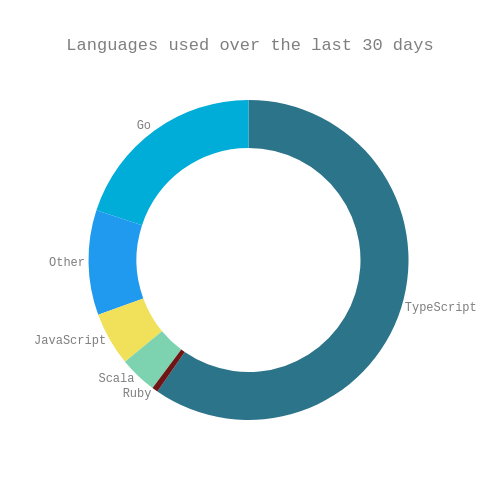 Languages used over the last 30 days
Go
Other
TypeScript
JavaScript
Scala
Ruby